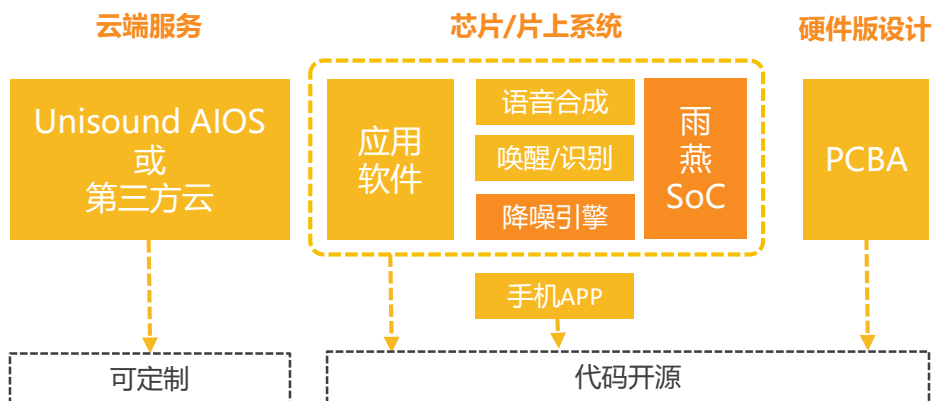 云端服务
芯片/片上系统
硬件版设计
Unisound AIOS
或
第三方云
应用
软件
语音合成
唤醒/识别
降噪引擎
雨
燕
SoC
PCBA
手机APP
可定制
代码开源